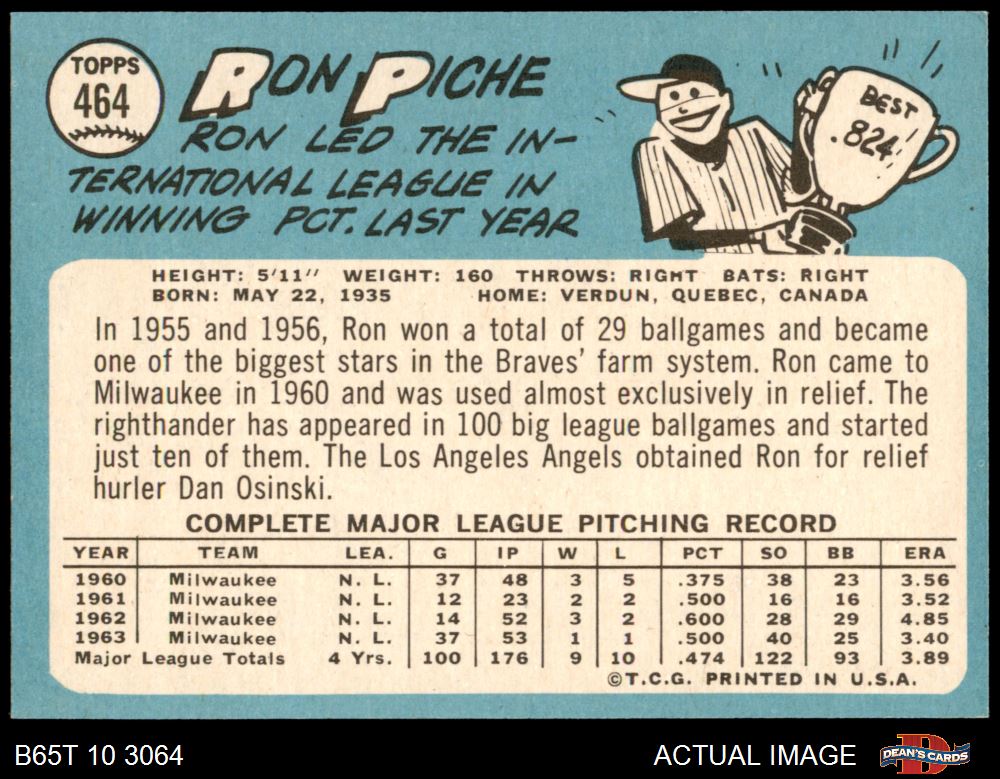 TOPPS
464
RON PICHE
RON LED THE IN-
TERNATIONAL LEAGUE IN
WINNING PCT. LAST YEAR
BEST
.824
HEIGHT: 5'11" WEIGHT: 160 THROWS: RIGHT BATS: RIGHT
BORN: MAY 22, 1935 HOME: VERDUN, QUEBEC, CANADA
In 1955 and 1956, Ron won a total of 29 ballgames and became
one of the biggest stars in the Braves' farm system. Ron came to
Milwaukee in 1960 and was used almost exclusively in relief. The
righthander has appeared in 100 big league ballgames and started
just ten of them. The Los Angeles Angels obtained Ron for relief
hurler Dan Osinski.
COMPLETE MAJOR LEAGUE PITCHING RECORD
YEAR TEAM LEA. G IP W L PCT SO BB ERA
1960 Milwaukee N. L. 37 48 3 5 .375 38 23 3.56
1961 Milwaukee N. L. 12 23 2 2 .500 16 16 3.52
1962 Milwaukee N. L. 14 52 3 2 .600 28 29 4.85
1963 Milwaukee N. L. 37 53 1 1 .500 40 25 3.40
Major League Totals 4 Yrs. 100 176 9 10 .474 122 93 3.89
©T.C.G. PRINTED IN U.S.A.
B65T 10 3064 ACTUAL IMAGE DEAN'S CARDS